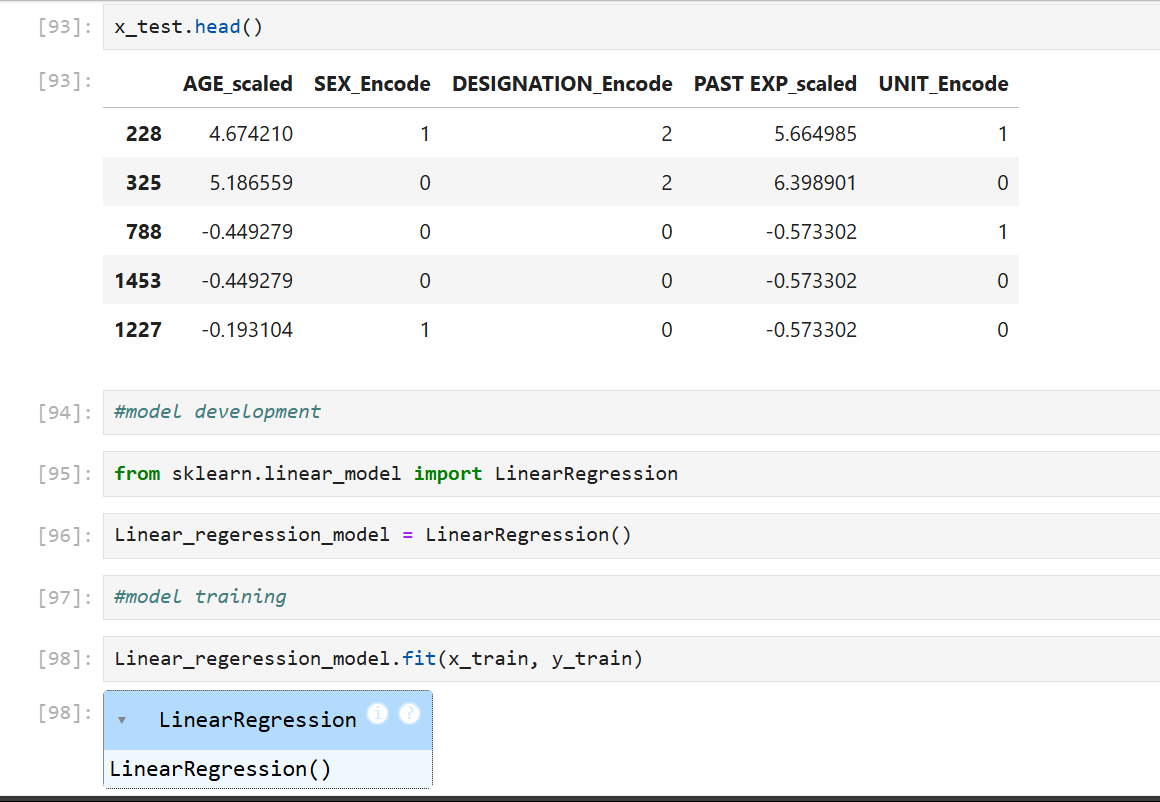 [93]: x_test.head()
[93]: AGE_scaled SEX_Encode DESIGNATION_Encode PAST EXP_scaled UNIT_Encode
228 4.674210 1 2 5.664985 1
325 5.186559 0 2 6.398901 0
788 -0.449279 0 0 -0.573302 1
1453 -0.449279 0 0 -0.573302 0
1227 -0.193104 1 0 -0.573302 0
[94]: #model development
[95]: from sklearn.linear_model import LinearRegression
[96]: Linear_regeression_model = LinearRegression()
[97]: #model training
[98]: Linear_regeression_model.fit(x_train, y_train)
[98]: ▾ LinearRegression i ?
LinearRegression()